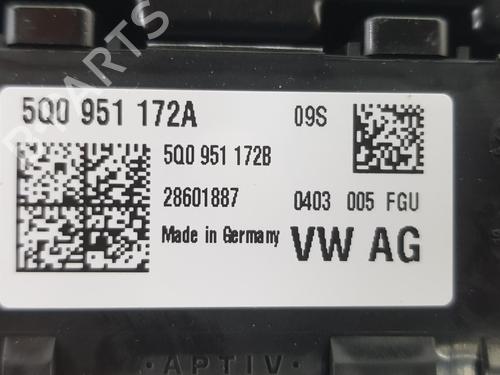 5Q0 951 172A 09S
5Q0 951 172B
28601887 0403 005 FGU
Made in Germany VW AG
· APTIV ·